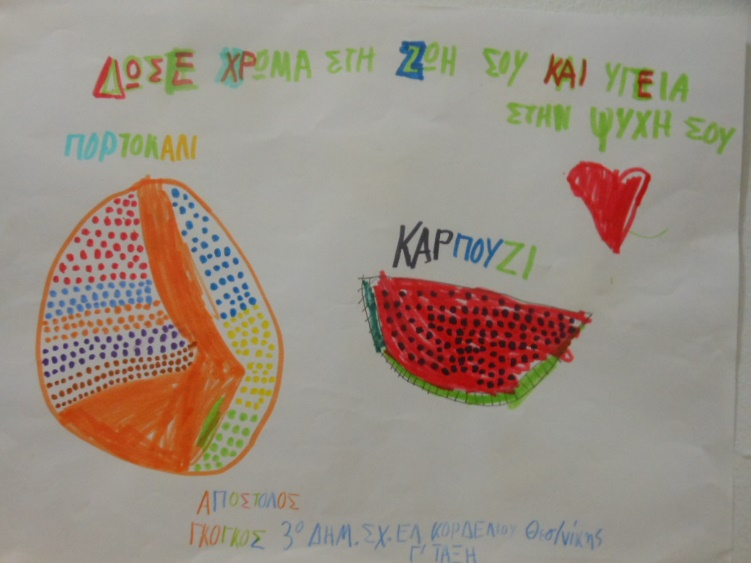 ΔΟΣΕ ΧΡΩΜΑ ΣΤΗ ΖΩΗ ΣΟΥ ΚΑΙ ΥΓΕΙΑ
ΣΤΗΝ ΨΥΧΗ ΣΟΥ
ΠΟΡΤΟΚΑΛΙ
ΚΑΡΠΟΥΖΙ
ΑΠΟΣΤΟΛΟΣ
ΓΚΟΓΚΟΣ 3Ο ΔΗΜ. ΣΧ. ΕΛ ΚΟΡΔΕΛΙΟΥ Θεσ/νίκης
Γ' ΤΑΞΗ